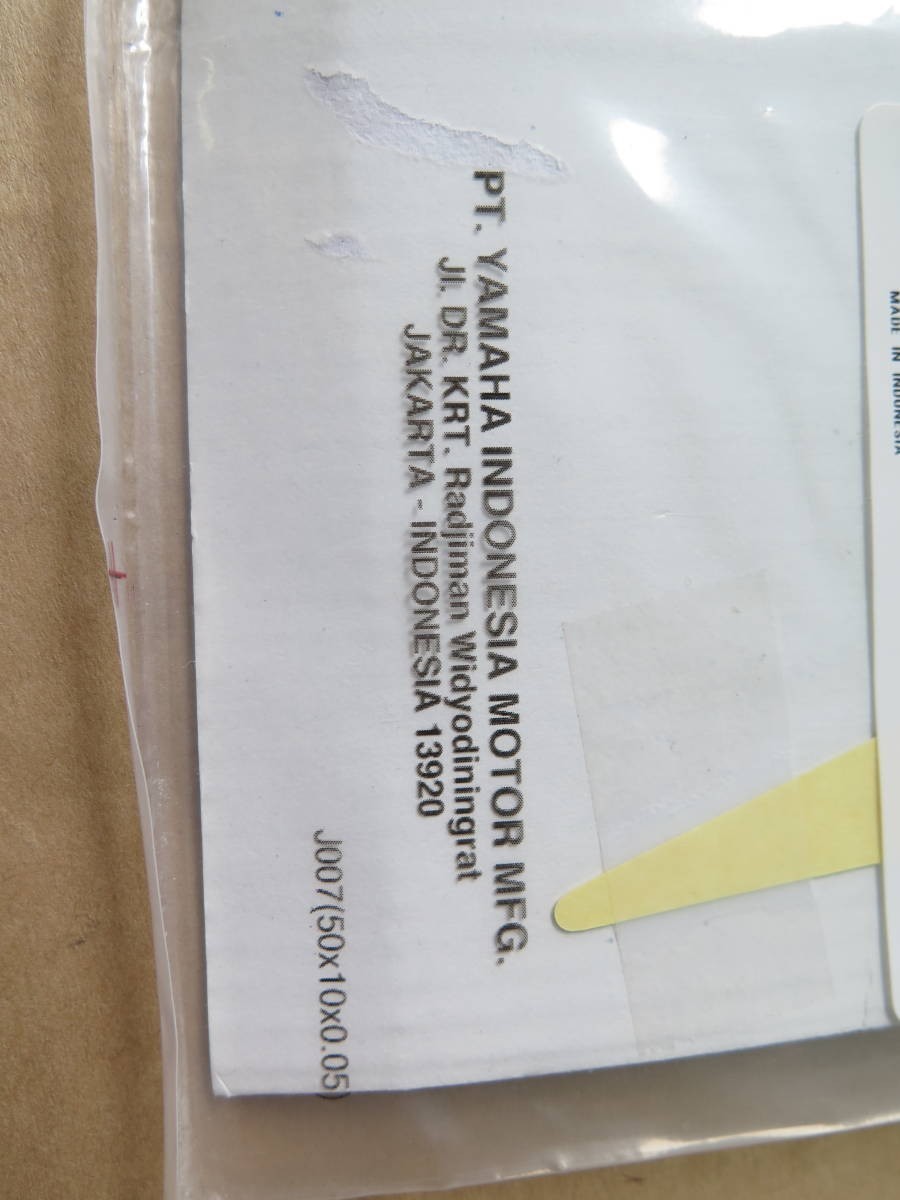 PT. YAMAHA INDONESIA MOTOR MFG.
Jl. DR. KRT. Radjiman Widyodiningrat
JAKARTA - INDONESIA 13920
J007(50x10x0.05)
MADE IN INDONESIA